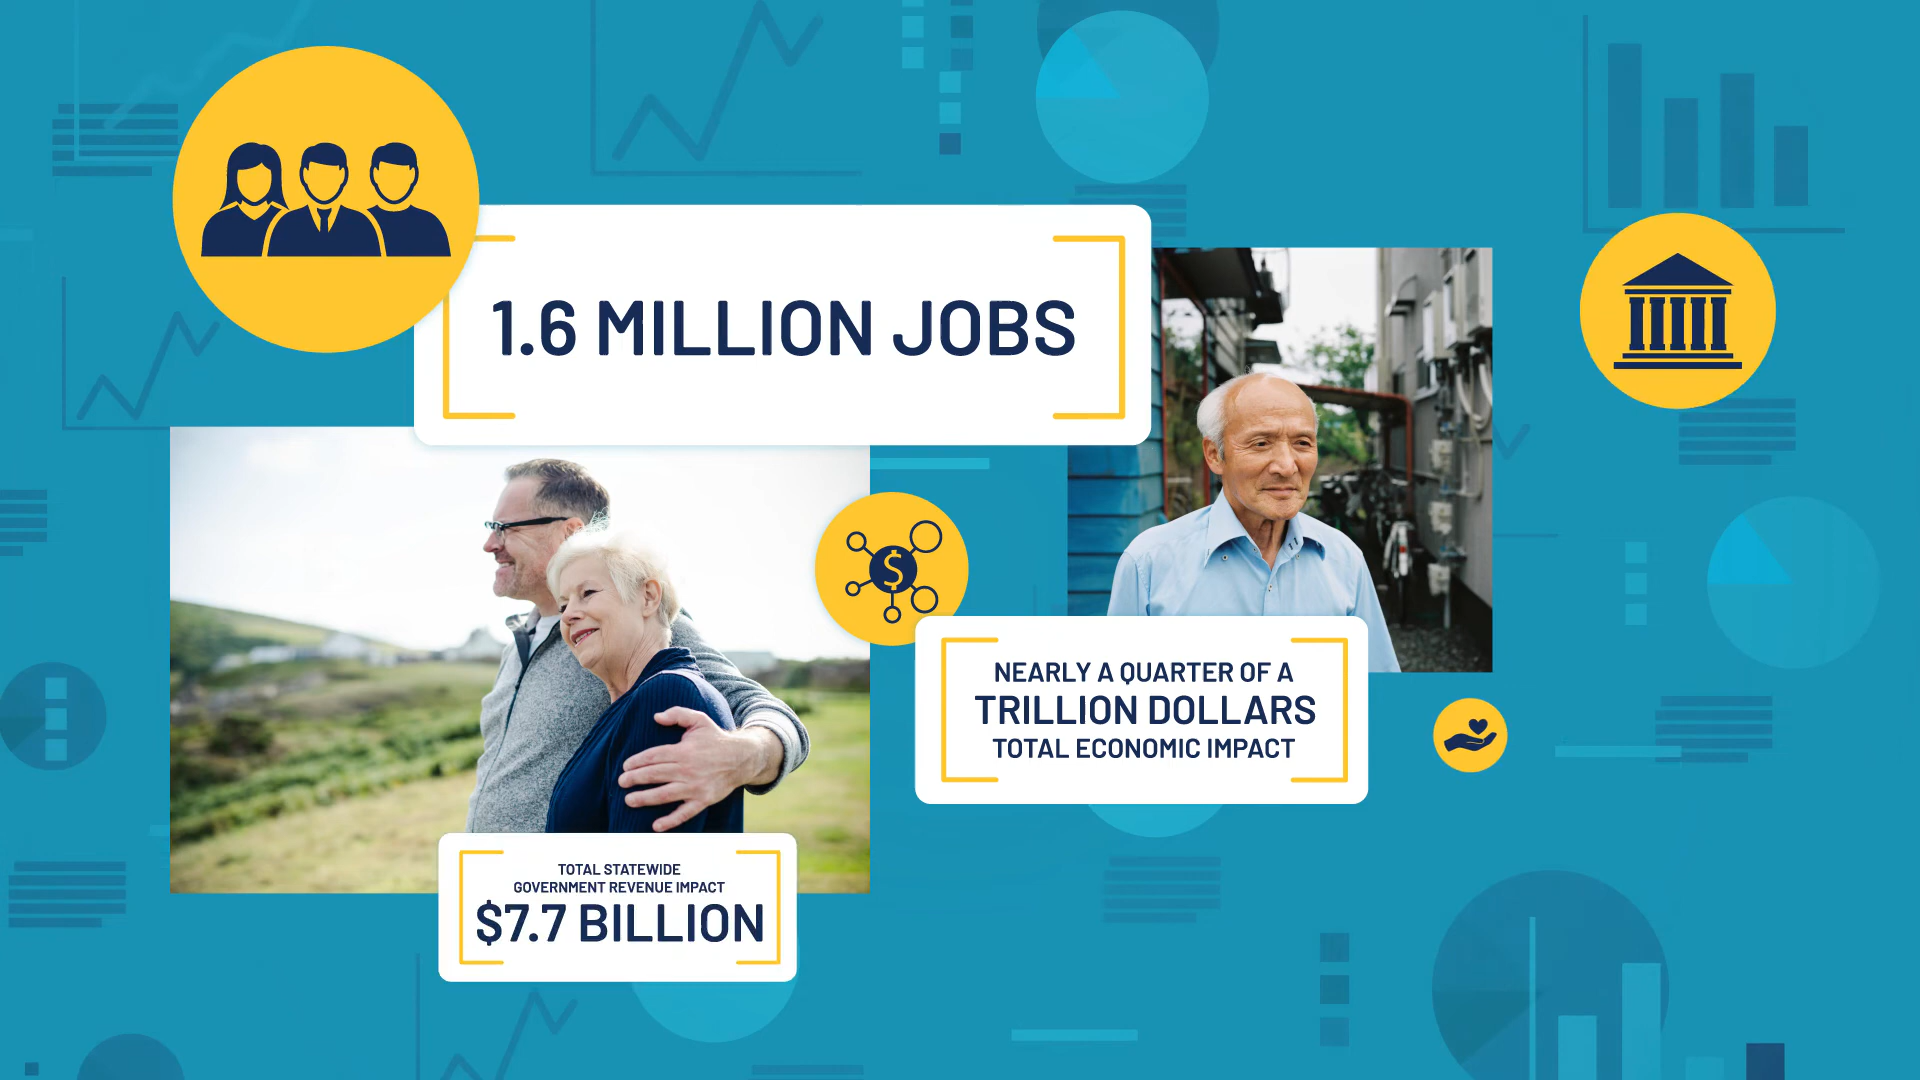 1.6 MILLION JOBS
NEARLY A QUARTER OF A
TRILLION DOLLARS
TOTAL ECONOMIC IMPACT
TOTAL STATEWIDE
GOVERNMENT REVENUE IMPACT
$7.7 BILLION